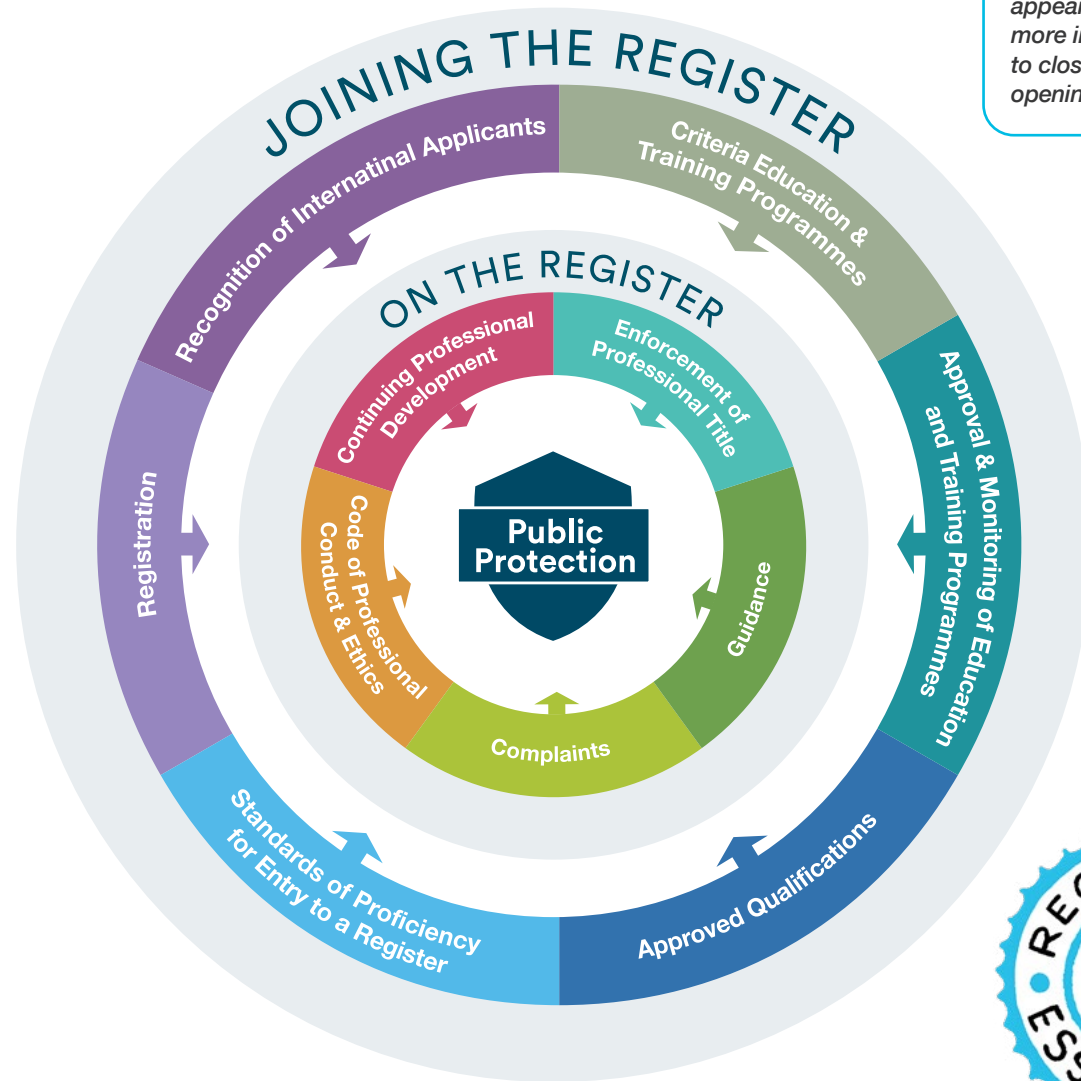 appear
more i
to clos
openin
JOINING THE REGISTER
Recognition of Internatinal Applicants
Criteria Education &
Training Programmes
Approval & Monitoring of Education
and Training Programmes
Approved Qualifications
Standards of Proficiency
for Entry to a Register
Registration
ON THE REGISTER
Continuing Professional
Development
Enforcement of
Professional Title
Guidance
Complaints
Code of Professional
Conduct & Ethics
Public
Protection